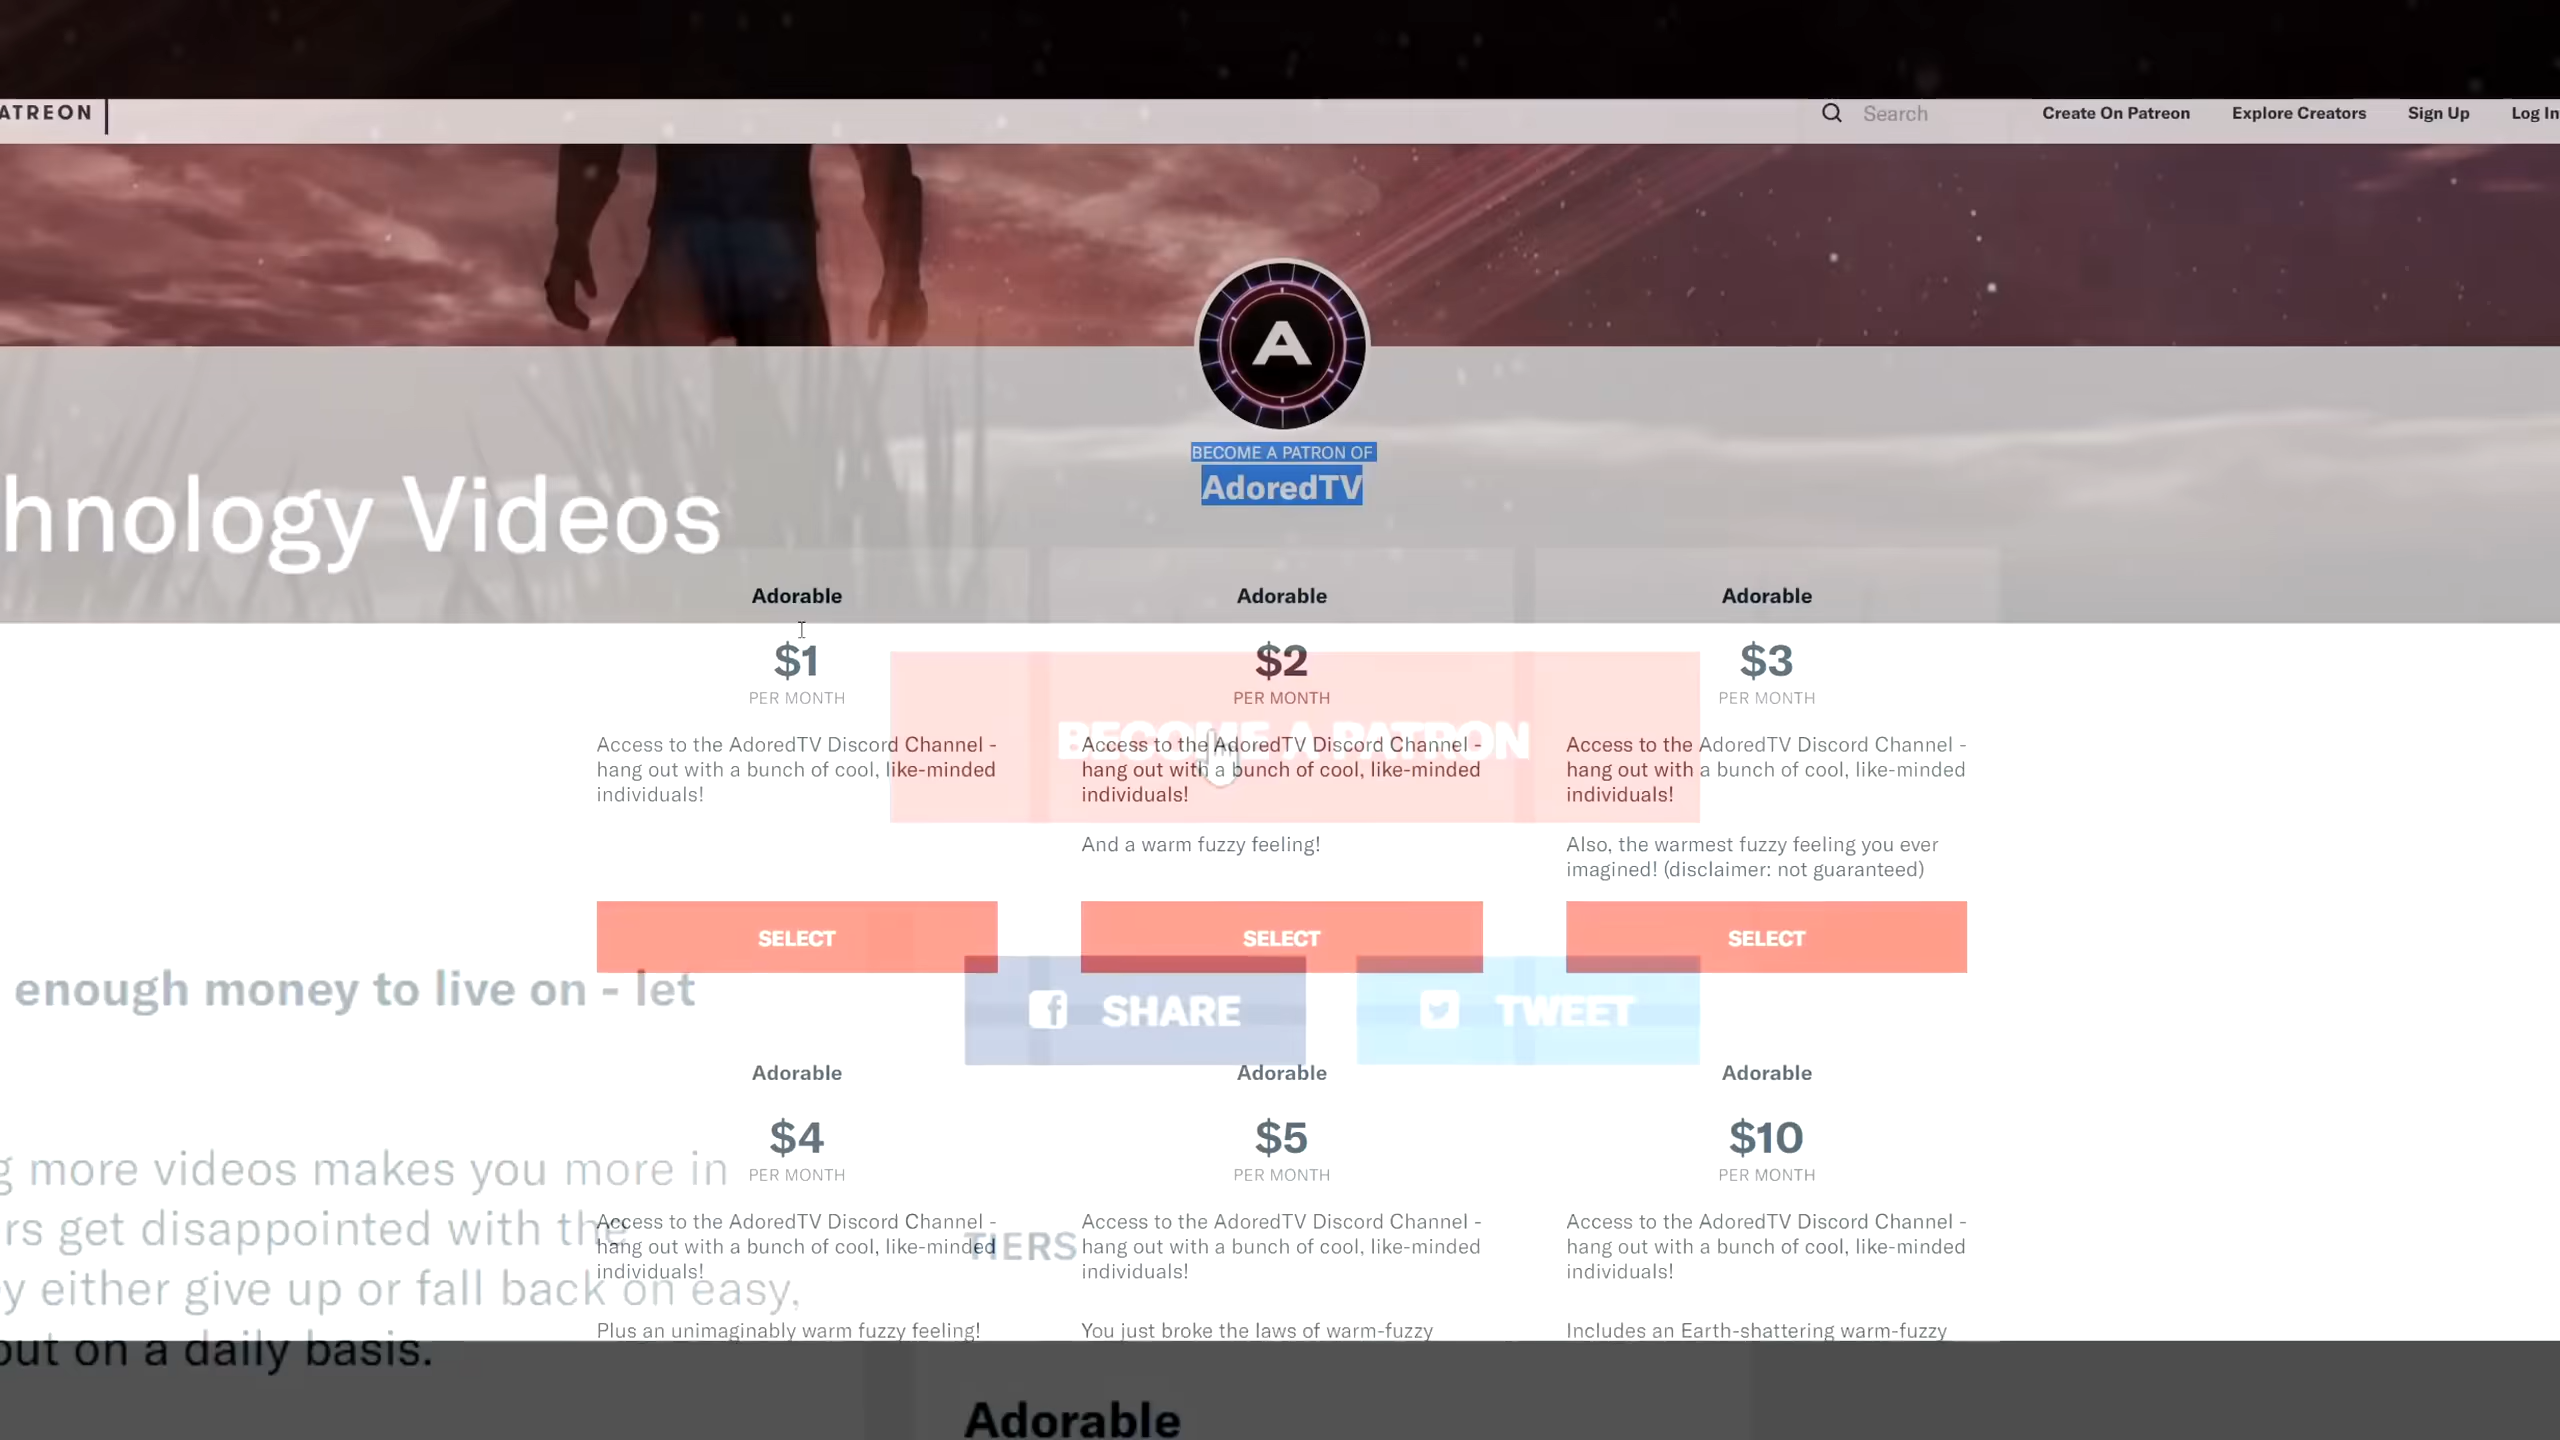 ATREON
Search
Create On Patreon
Explore Creators
Sign Up
Log In
BECOME A PATRON OF
AdoredTV
hnology Videos
Adorable
$1
PER MONTH
Access to the AdoredTV Discord Channel -
hang out with a bunch of cool, like-minded
individuals!
SELECT
Adorable
$2
PER MONTH
Access to the AdoredTV Discord Channel -
hang out with a bunch of cool, like-minded
individuals!
And a warm fuzzy feeling!
SELECT
Adorable
$3
PER MONTH
Access to the AdoredTV Discord Channel -
hang out with a bunch of cool, like-minded
individuals!
Also, the warmest fuzzy feeling you ever
imagined! (disclaimer: not guaranteed)
SELECT
BECOME A PATRON
enough money to live on - let
SHARE
TWEET
Adorable
$4
PER MONTH
Access to the AdoredTV Discord Channel -
hang out with a bunch of cool, like-minded
individuals!
Plus an unimaginably warm fuzzy feeling!
Adorable
$5
PER MONTH
Access to the AdoredTV Discord Channel -
hang out with a bunch of cool, like-minded
individuals!
You just broke the laws of warm-fuzzy
Adorable
$10
PER MONTH
Access to the AdoredTV Discord Channel -
hang out with a bunch of cool, like-minded
individuals!
Includes an Earth-shattering warm-fuzzy
g more videos makes you more in
rs get disappointed with the
y either give up or fall back on easy,
out on a daily basis.
TIERS
Adorable